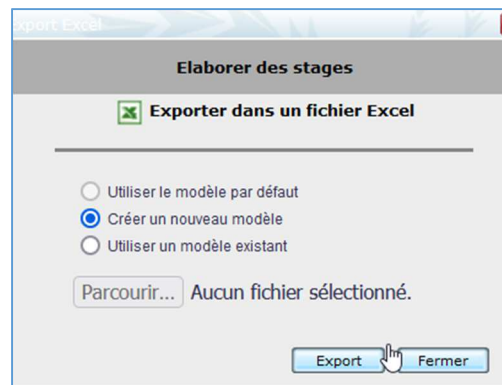 Export Excel
Elaborer des stages
Exporter dans un fichier Excel
Utiliser le modèle par défaut
Créer un nouveau modèle
Utiliser un modèle existant
Parcourir... Aucun fichier sélectionné.
Export Fermer